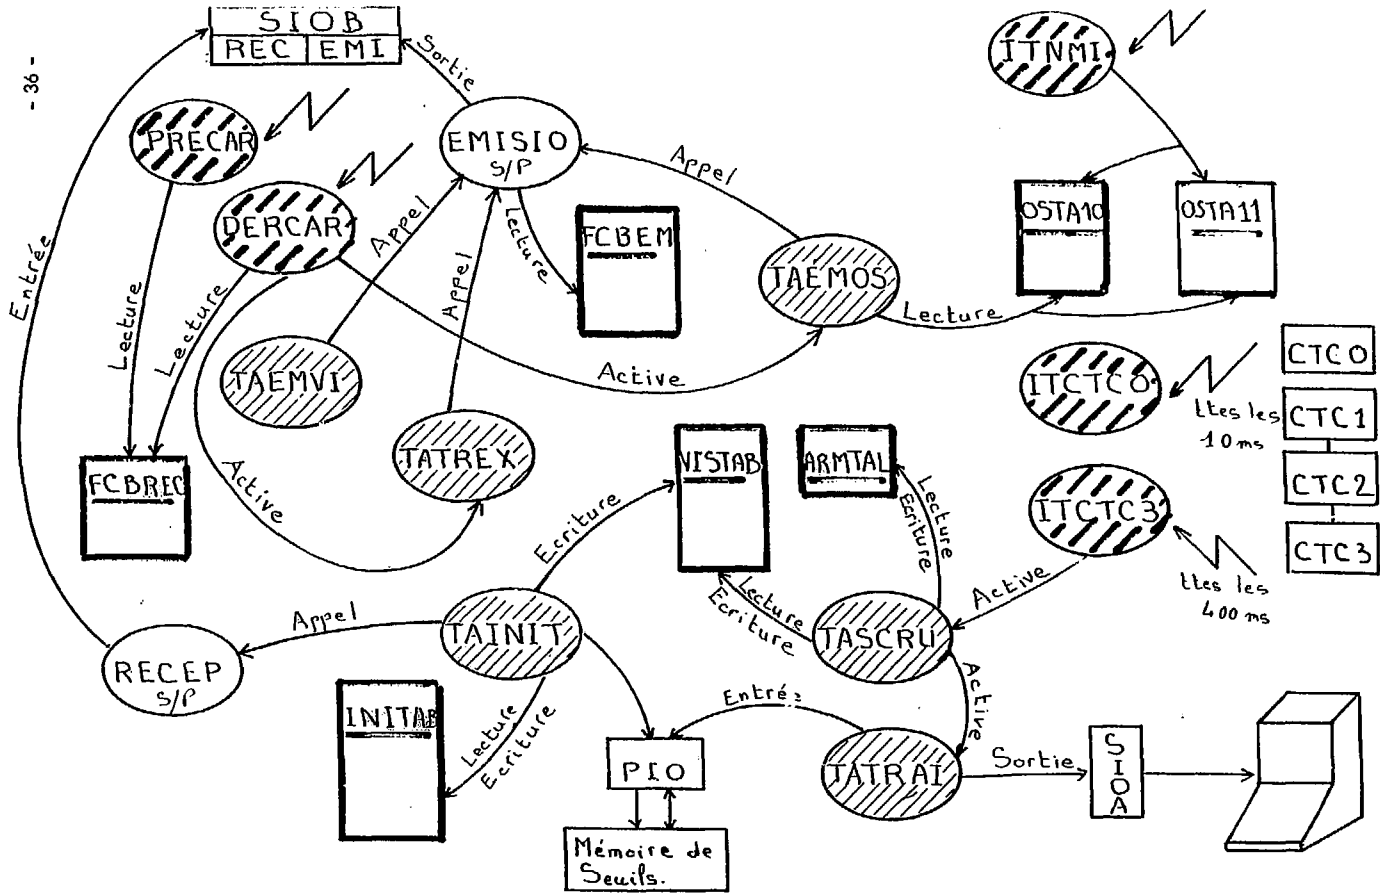 - 36 -
SIOB
REC EMI
Sortie
ITNMI
PRECAR
EMISIO
S/P
Appel
DERCAR
Appel
Lecture
FCBEM
OSTA10
OSTA11
TAEMOS
Entrée
Appel
Lecture
Lecture
Lecture
CTC0
TAEMVI
Active
ITCTC0
ttes les
10 ms
CTC1
TATREX
VISTAB
ARMTAL
CTC2
FCBREC
Active
Ecriture
Lecture
Ecriture
ITCTC3
CTC3
ttes les
400 ms
Active
Appel
TAINIT
Lecture
Ecriture
TASCRU
RECEP
S/P
INITAB
Lecture
Ecriture
Entrée
Active
PIO
TATRAI
Sortie
SIOA
Mémoire de
Seuils.